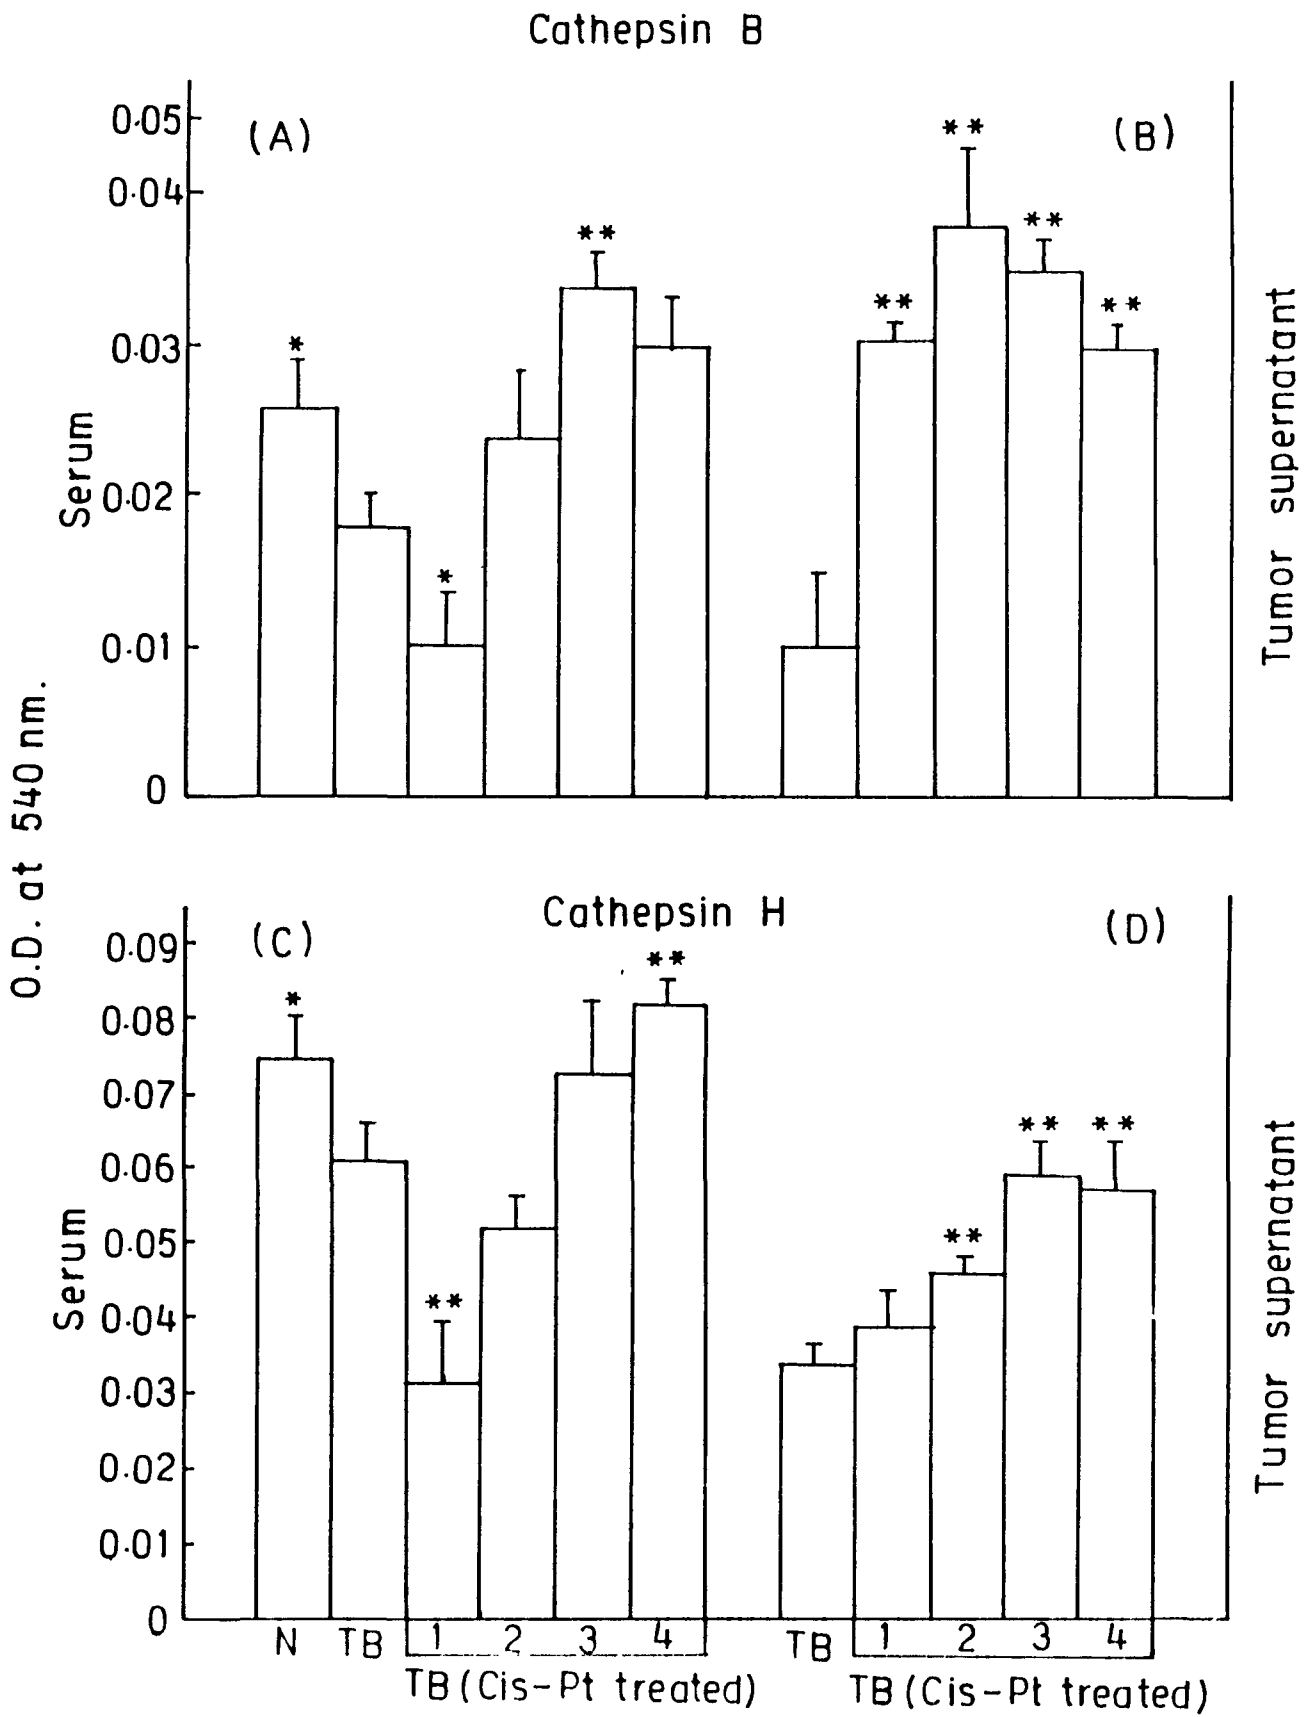 Cathepsin B
(A)
(B)
0.05
0.04
0.03
0.02
0.01
0
Serum
**
*
*
**
**
**
**
Tumor supernatant
O.D. at 540 nm.
Cathepsin H
(C)
(D)
0.09
0.08
0.07
0.06
0.05
0.04
0.03
0.02
0.01
0
Serum
*
**
**
**
**
**
Tumor supernatant
N TB 1 2 3 4 TB 1 2 3 4
TB (Cis-Pt treated) TB (Cis-Pt treated)